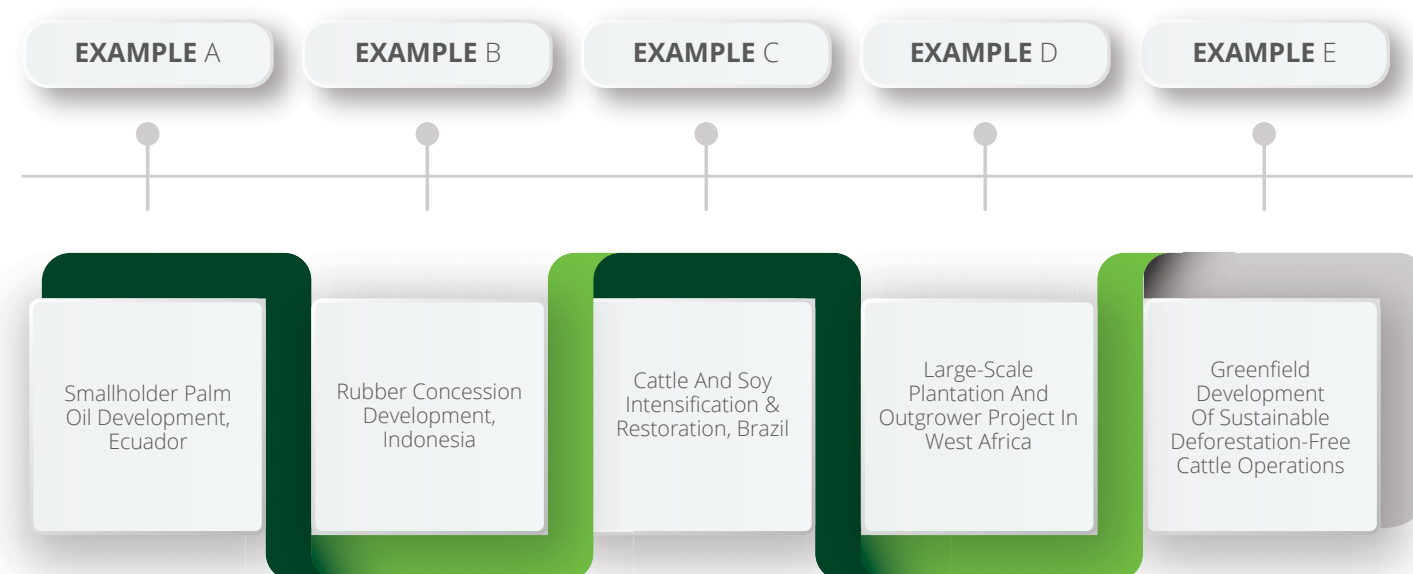 EXAMPLE A
EXAMPLE B
EXAMPLE C
EXAMPLE D
EXAMPLE E
Smallholder Palm
Oil Development,
Ecuador
Rubber Concession
Development,
Indonesia
Cattle And Soy
Intensification &
Restoration, Brazil
Large-Scale
Plantation And
Outgrower Project In
West Africa
Greenfield
Development
Of Sustainable
Deforestation-Free
Cattle Operations